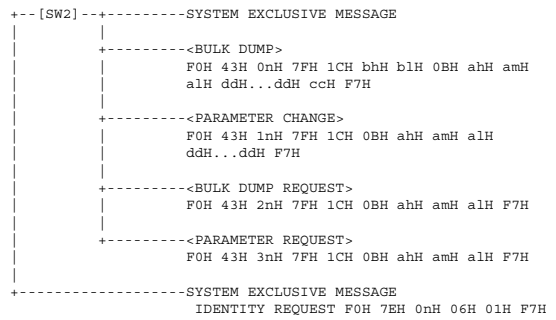 +--[SW2]--+---------SYSTEM EXCLUSIVE MESSAGE
| |
| +---------<BULK DUMP>
| | F0H 43H 0nH 7FH 1CH bhH blH 0BH ahH amH
| | alH ddH...ddH ccH F7H
| |
| +---------<PARAMETER CHANGE>
| | F0H 43H 1nH 7FH 1CH 0BH ahH amH alH
| | ddH...ddH F7H
| |
| +---------<BULK DUMP REQUEST>
| | F0H 43H 2nH 7FH 1CH 0BH ahH amH alH F7H
| |
| +---------<PARAMETER REQUEST>
| F0H 43H 3nH 7FH 1CH 0BH ahH amH alH F7H
|
+-------------------SYSTEM EXCLUSIVE MESSAGE
IDENTITY REQUEST F0H 7EH 0nH 06H 01H F7H